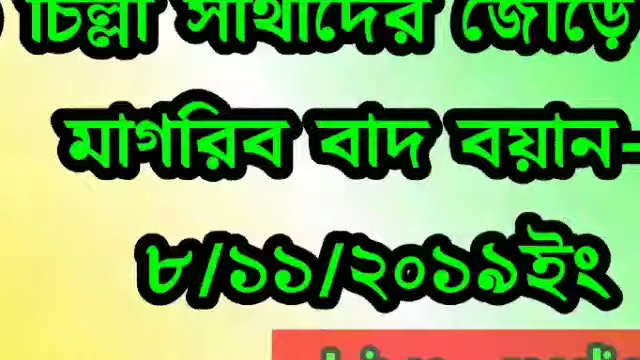 চিল্লা সাথীদের জোড়ে
মাগরিব বাদ বয়ান-
৮/১১/২০১৯ইং